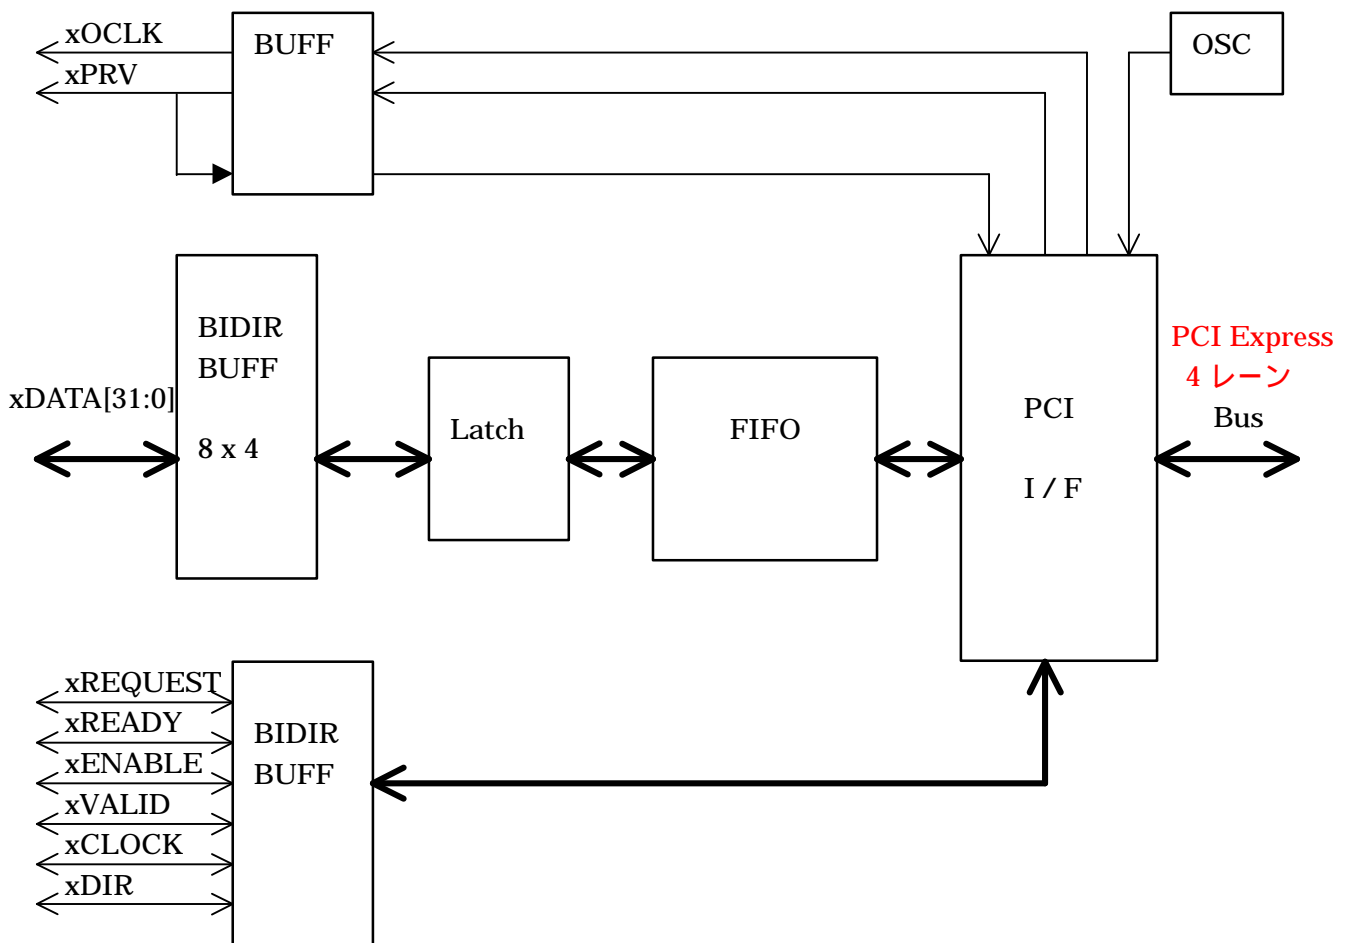 xOCLK
xPRV
BUFF
OSC
BIDIR
BUFF
8 x 4
xDATA[31:0]
Latch
FIFO
PCI
I / F
PCI Express
4 レーン
Bus
xREQUEST
xREADY
xENABLE
xVALID
xCLOCK
xDIR
BIDIR
BUFF